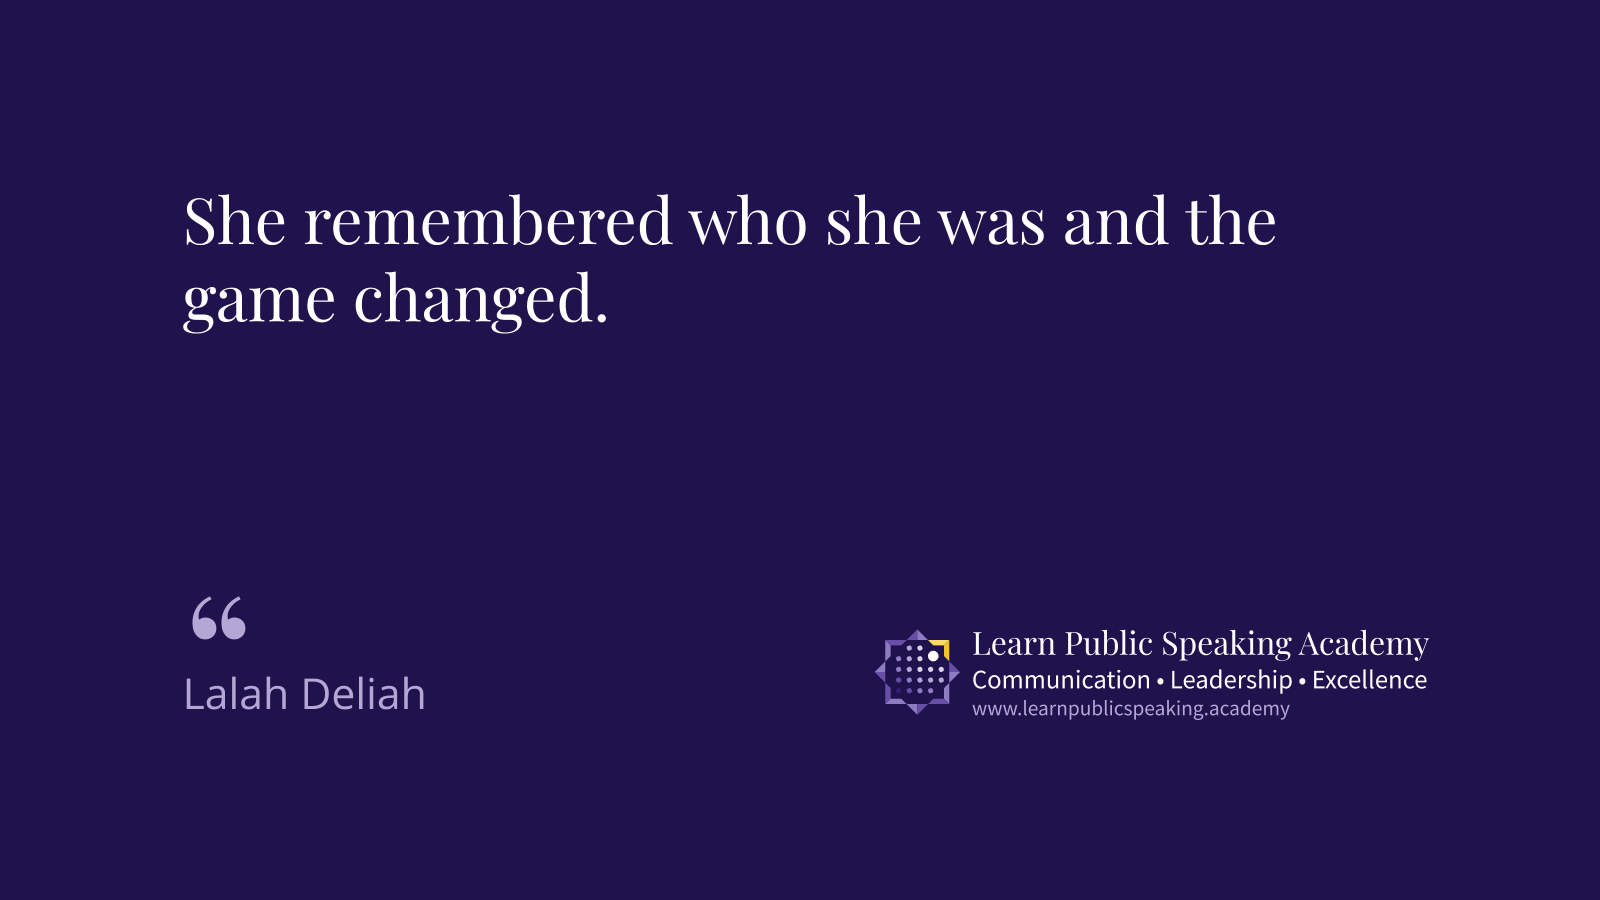 She remembered who she was and the
game changed.
“
Lalah Deliah
Learn Public Speaking Academy
Communication • Leadership • Excellence
www.learnpublicspeaking.academy